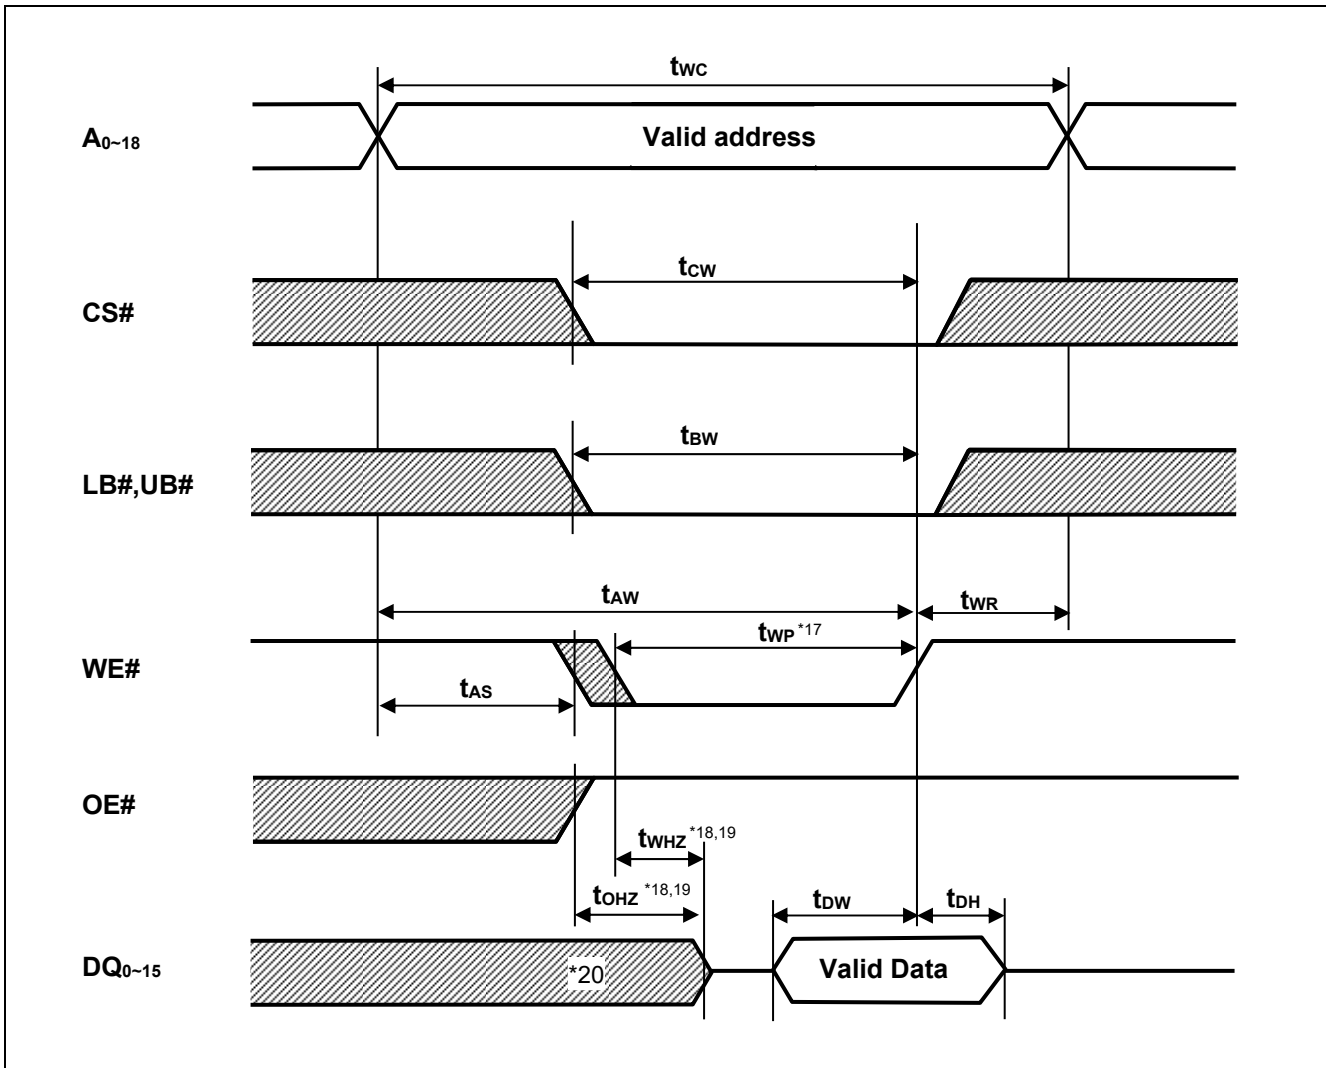 tWC
A0~18
Valid address
tCW
CS#
tBW
LB#,UB#
tAW
tWR
tWP *17
WE#
tAS
OE#
tWHZ *18,19
tOHZ *18,19
tDW
tDH
DQ0~15
*20
Valid Data